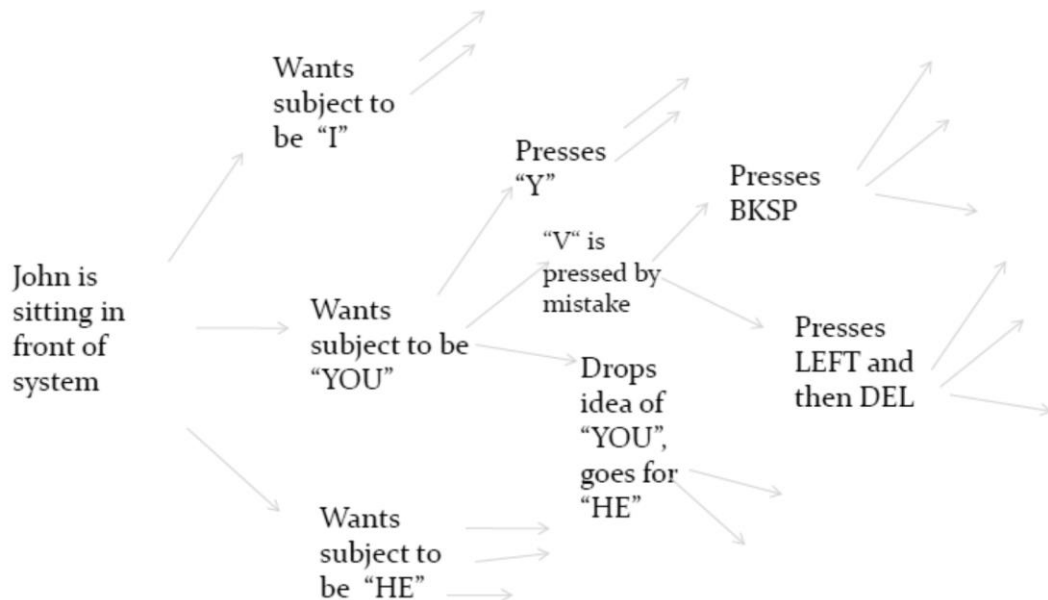 Wants
subject to
be "I"
Presses
"Y"
Presses
BKSP
"V" is
pressed by
mistake
John is
sitting in
front of
system
Wants
subject to be
"YOU"
Presses
LEFT and
then DEL
Drops
idea of
"YOU",
goes for
"HE"
Wants
subject to
be "HE"